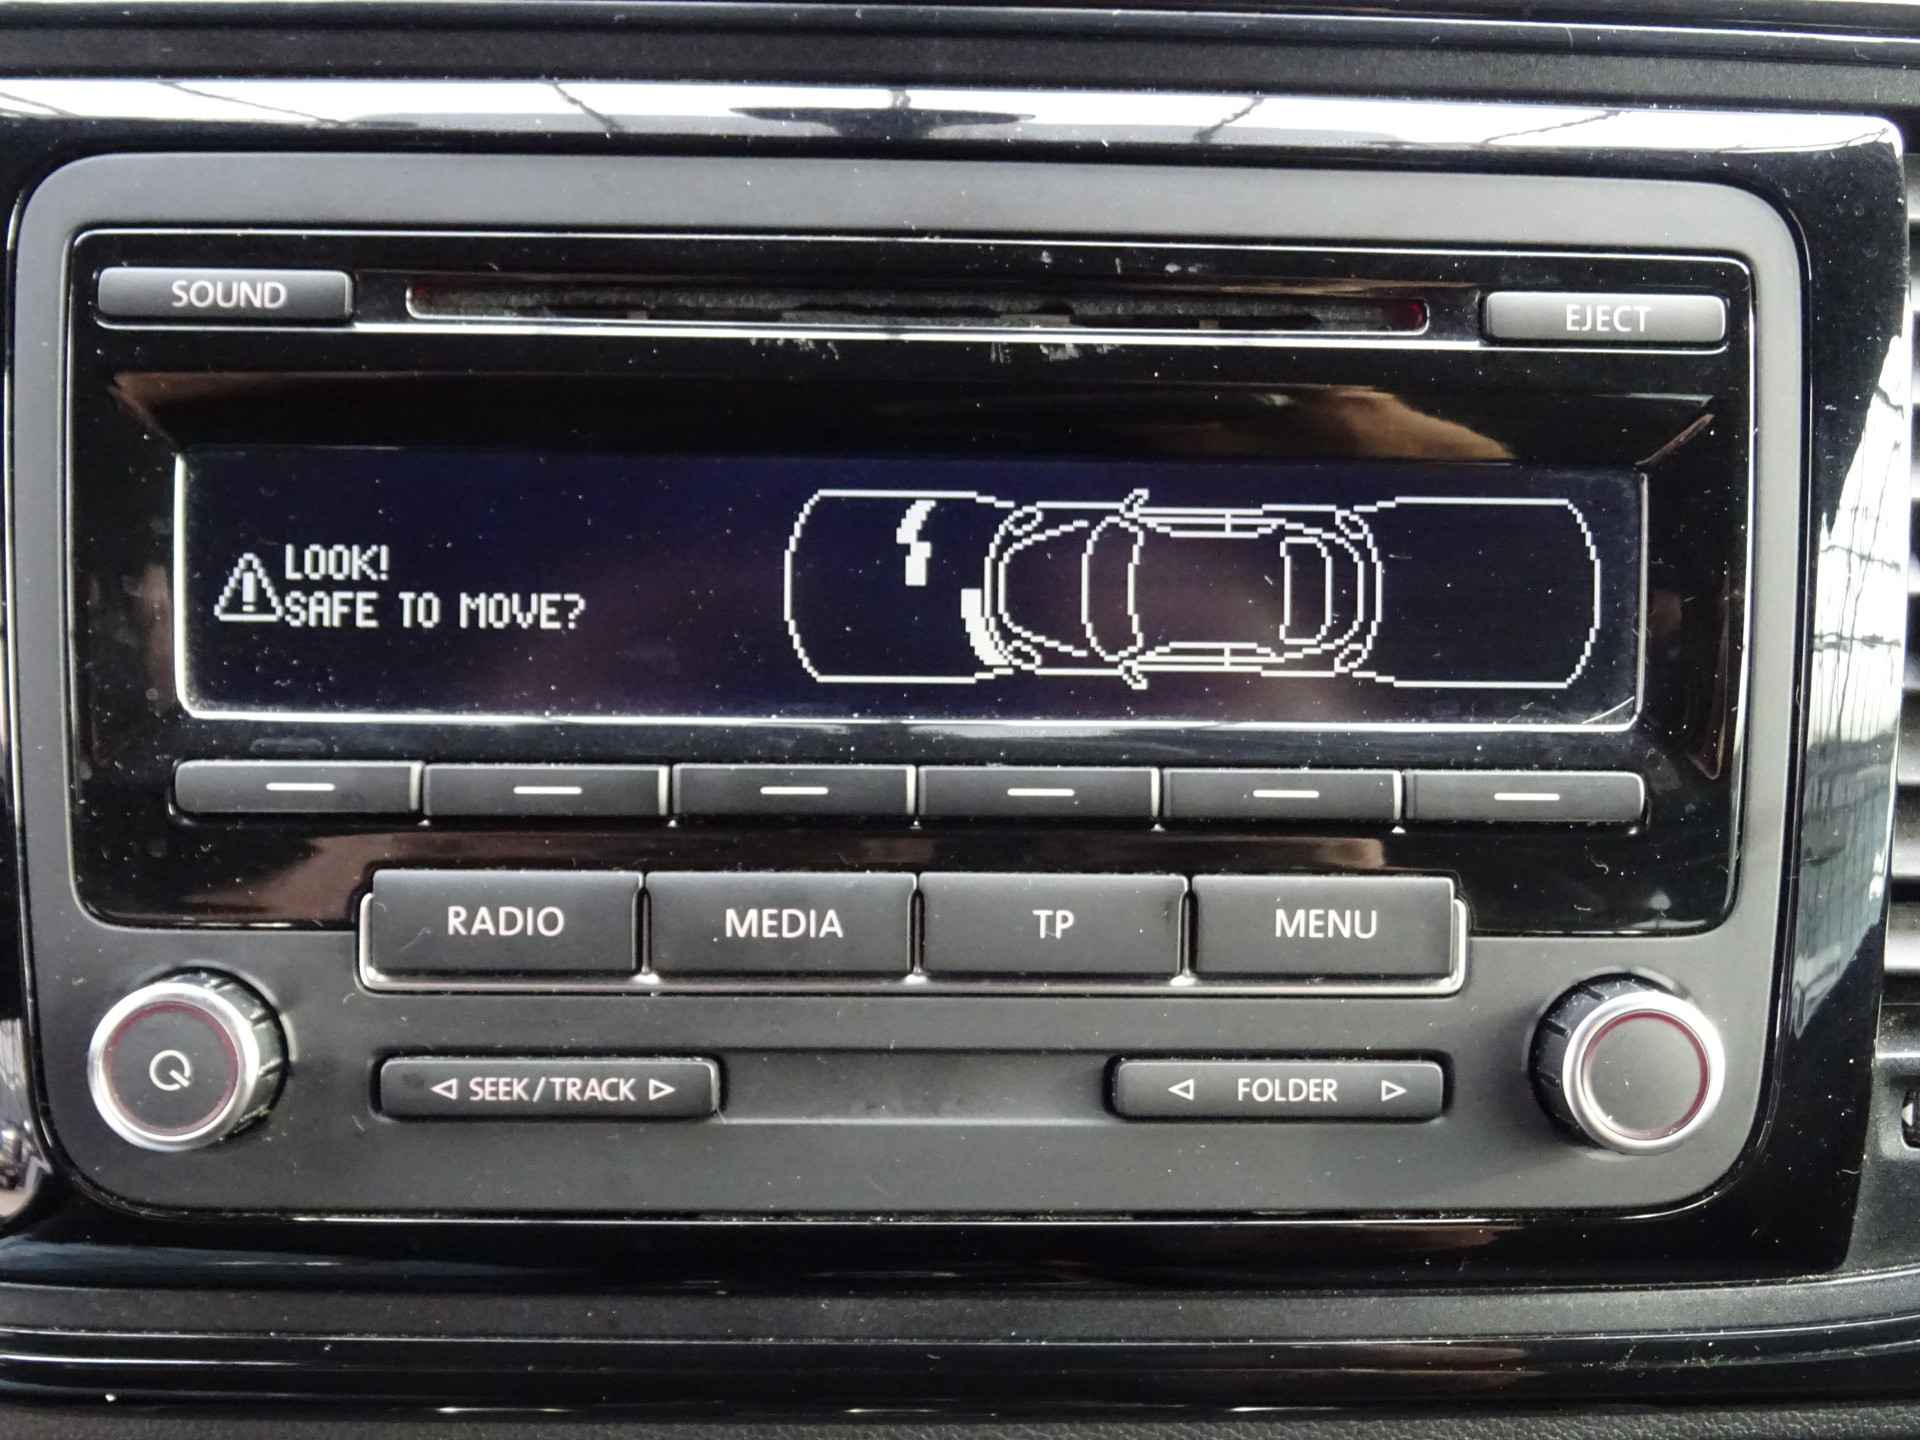 SOUND
EJECT
LOOK!
SAFE TO MOVE?
RADIO
MEDIA
TP
MENU
SEEK/TRACK
FOLDER